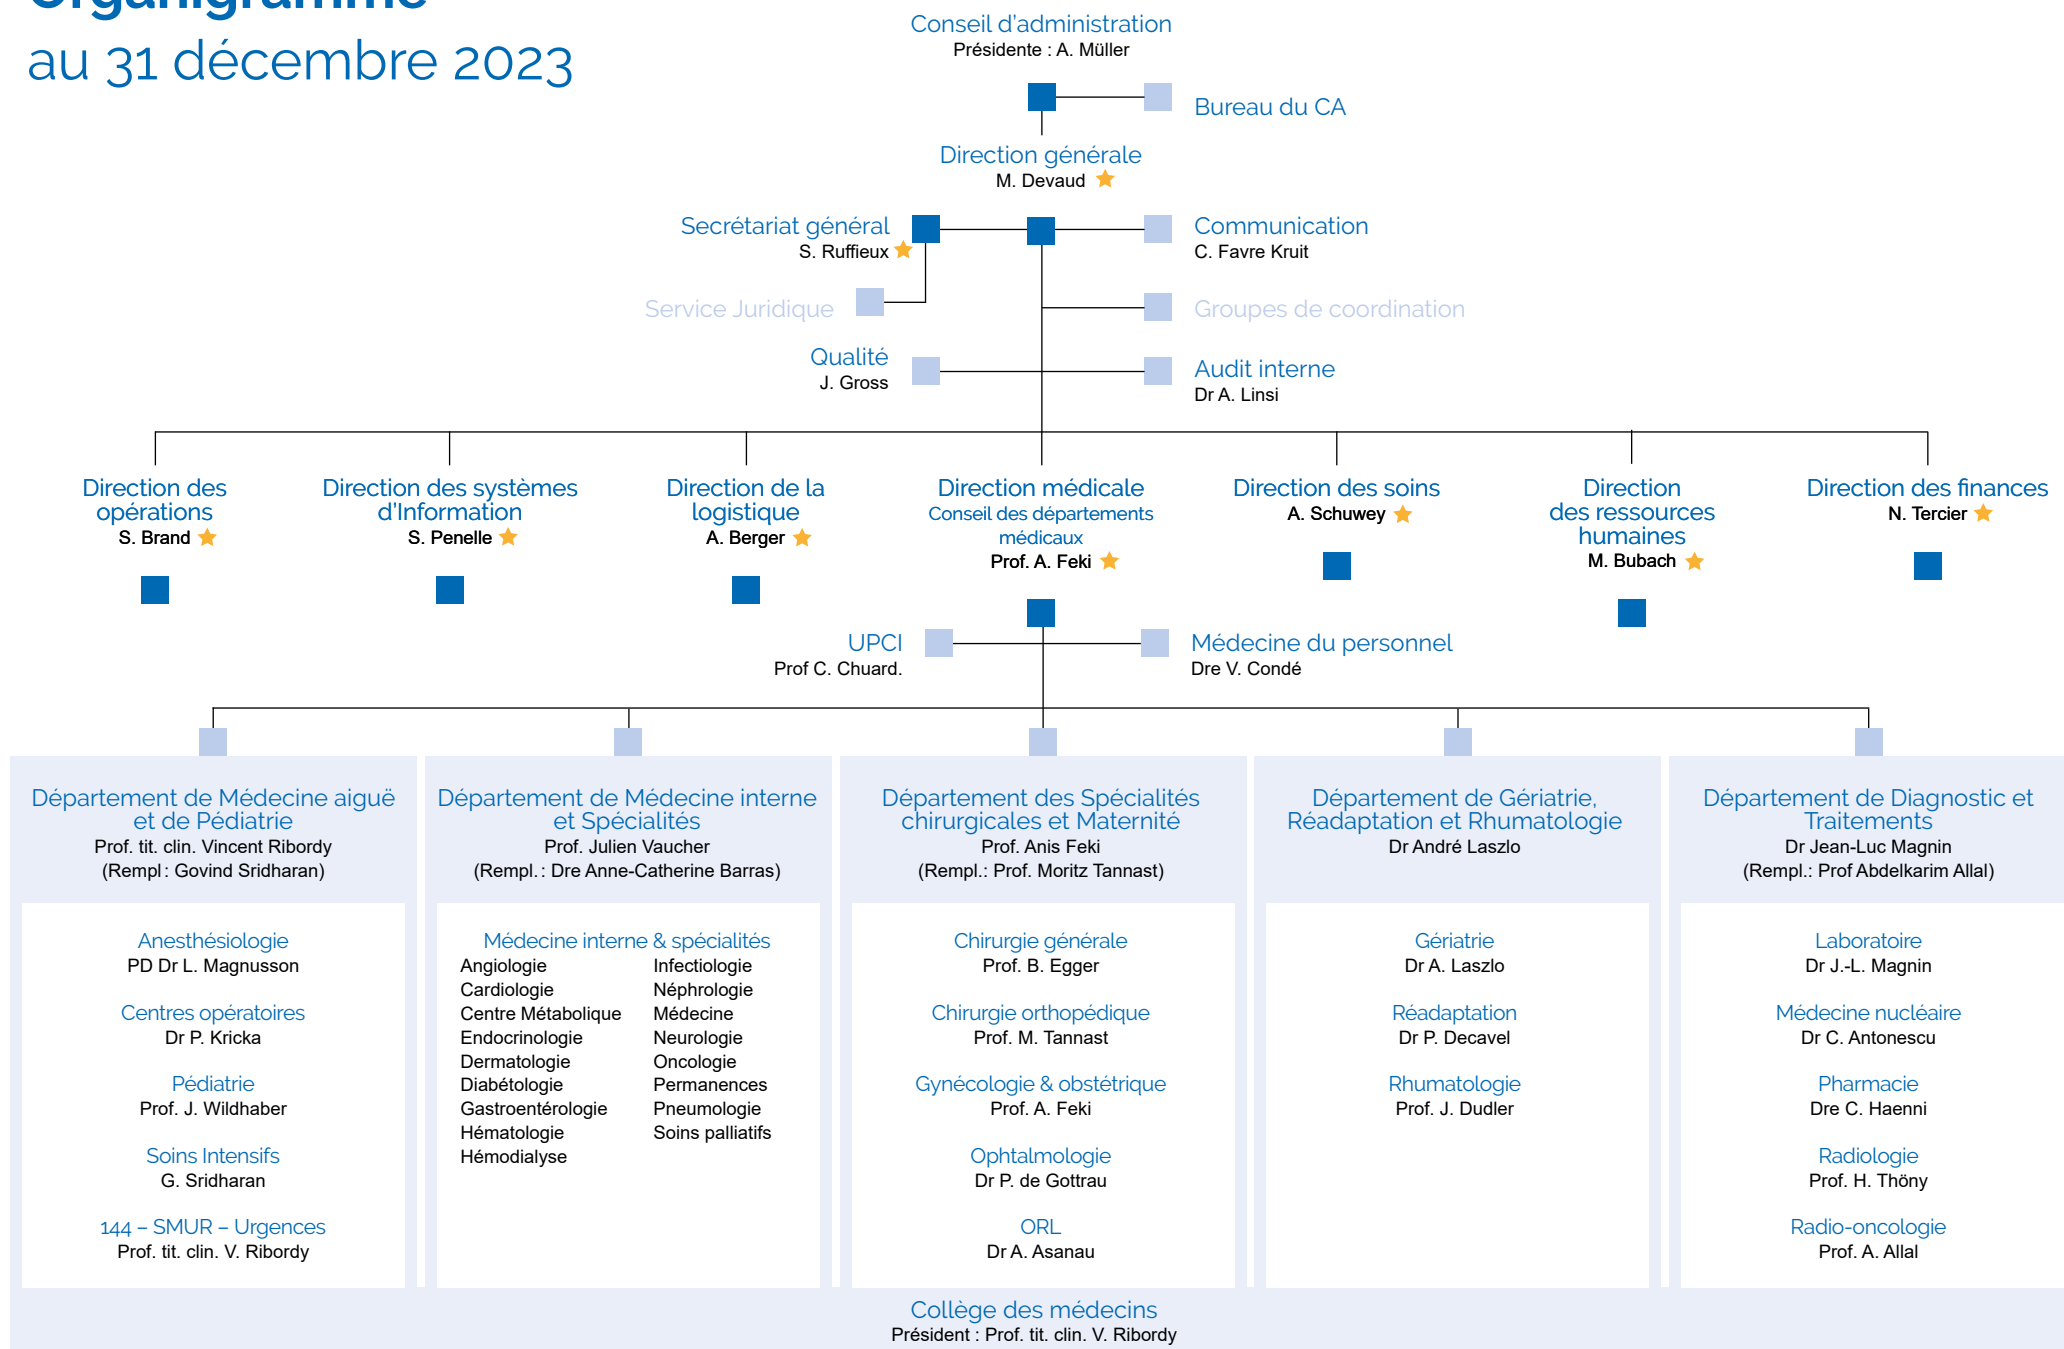 Organigramme
au 31 décembre 2023
Conseil d'administration
Présidente : A. Müller
Bureau du CA
Direction générale
M. Devaud
Secrétariat général
S. Ruffieux
Communication
C. Favre Kruit
Service Juridique
Groupes de coordination
Qualité
J. Gross
Audit interne
Dr A. Linsi
Direction des
opérations
S. Brand
Direction des systèmes
d'Information
S. Penelle
Direction de la
logistique
A. Berger
Direction médicale
Conseil des départements
médicaux
Prof. A. Feki
Direction des soins
A. Schuwey
Direction
des ressources
humaines
M. Bubach
Direction des finances
N. Tercier
UPCI
Prof C. Chuard.
Médecine du personnel
Dre V. Condé
Département de Médecine aiguë
et de Pédiatrie
Prof. tit. clin. Vincent Ribordy
(Rempl : Govind Sridharan)
Anesthésiologie
PD Dr L. Magnusson
Centres opératoires
Dr P. Kricka
Pédiatrie
Prof. J. Wildhaber
Soins Intensifs
G. Sridharan
144 – SMUR – Urgences
Prof. tit. clin. V. Ribordy
Département de Médecine interne
et Spécialités
Prof. Julien Vaucher
(Rempl. : Dre Anne-Catherine Barras)
Médecine interne & spécialités
Angiologie
Cardiologie
Centre Métabolique
Endocrinologie
Dermatologie
Diabétologie
Gastroentérologie
Hématologie
Hémodialyse
Infectiologie
Néphrologie
Médecine
Neurologie
Oncologie
Permanences
Pneumologie
Soins palliatifs
Département des Spécialités
chirurgicales et Maternité
Prof. Anis Feki
(Rempl.: Prof. Moritz Tannast)
Chirurgie générale
Prof. B. Egger
Chirurgie orthopédique
Prof. M. Tannast
Gynécologie & obstétrique
Prof. A. Feki
Ophtalmologie
Dr P. de Gottrau
ORL
Dr A. Asanau
Département de Gériatrie,
Réadaptation et Rhumatologie
Dr André Laszlo
Gériatrie
Dr A. Laszlo
Réadaptation
Dr P. Decavel
Rhumatologie
Prof. J. Dudler
Département de Diagnostic et
Traitements
Dr Jean-Luc Magnin
(Rempl.: Prof Abdelkarim Allal)
Laboratoire
Dr J.-L. Magnin
Médecine nucléaire
Dr C. Antonescu
Pharmacie
Dre C. Haenni
Radiologie
Prof. H. Thöny
Radio-oncologie
Prof. A. Allal
Collège des médecins
Président : Prof. tit. clin. V. Ribordy